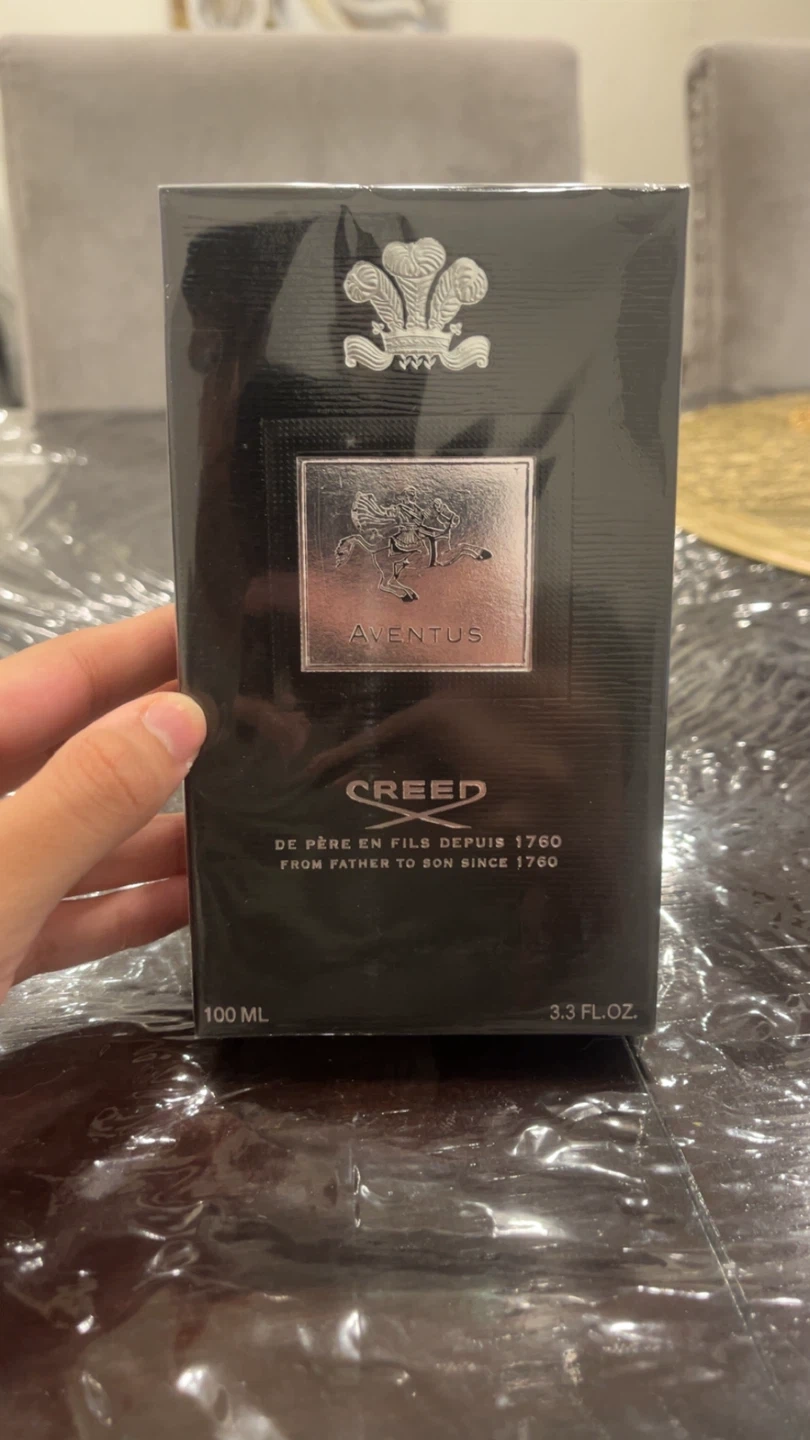 AVENTUS
CREED
DE PÈRE EN FILS DEPUIS 1760
FROM FATHER TO SON SINCE 1760
100 ML
3.3 FL.OZ.